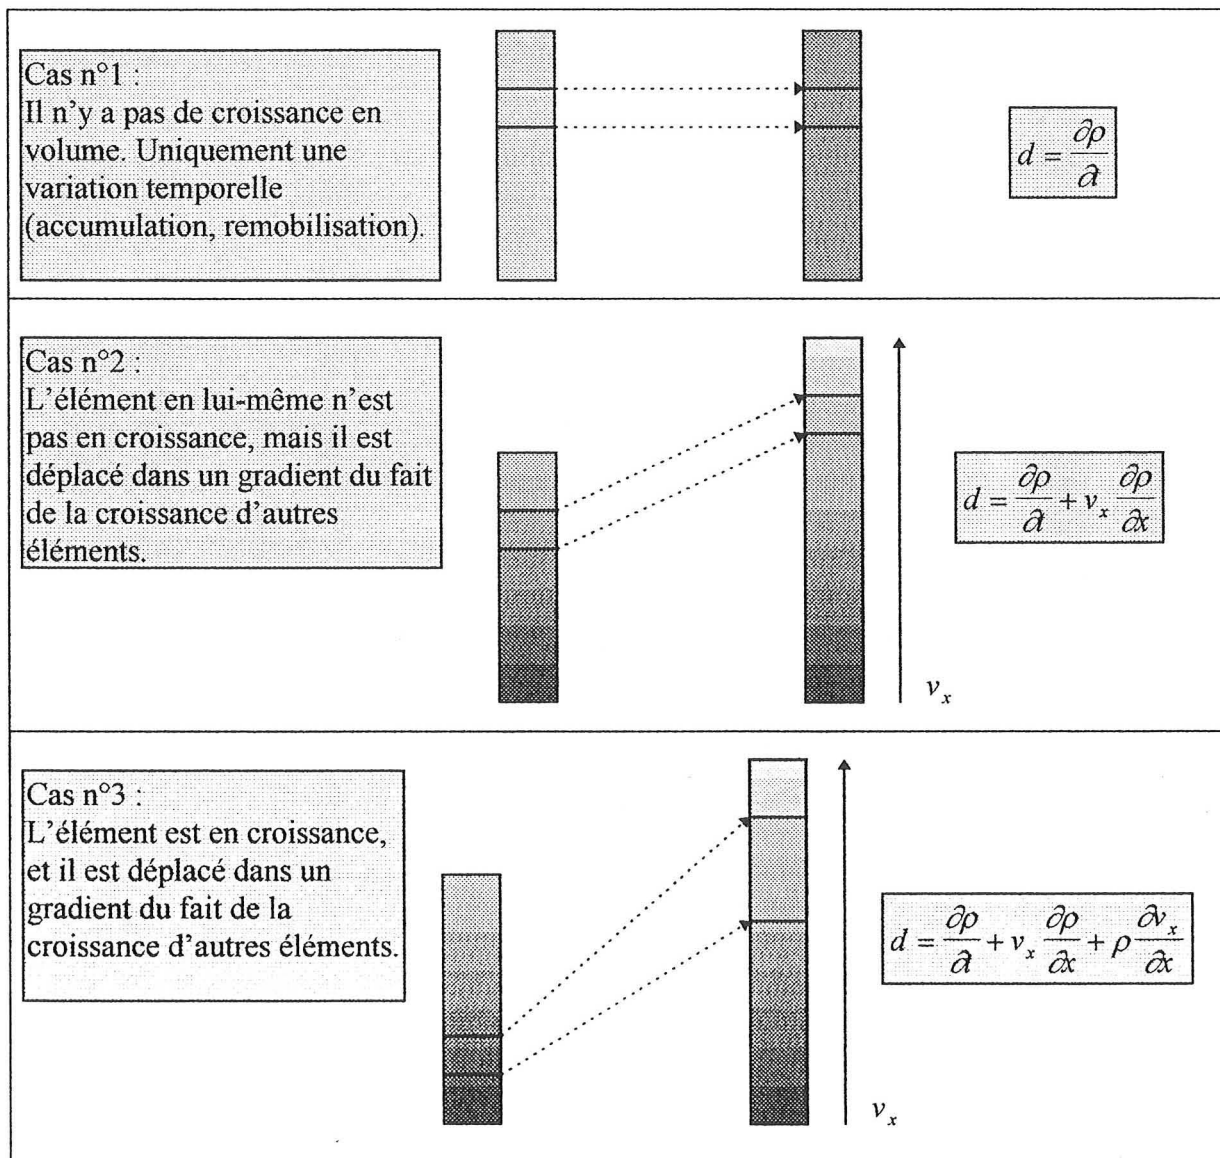 Cas n°1 :
Il n'y a pas de croissance en
volume. Uniquement une
variation temporelle
(accumulation, remobilisation).
d = ∂ρ/∂t
Cas n°2 :
L'élément en lui-même n'est
pas en croissance, mais il est
déplacé dans un gradient du fait
de la croissance d'autres
éléments.
d = ∂ρ/∂t + v_x ∂ρ/∂x
v_x
Cas n°3 :
L'élément est en croissance,
et il est déplacé dans un
gradient du fait de la
croissance d'autres éléments.
d = ∂ρ/∂t + v_x ∂ρ/∂x + ρ ∂v_x/∂x
v_x